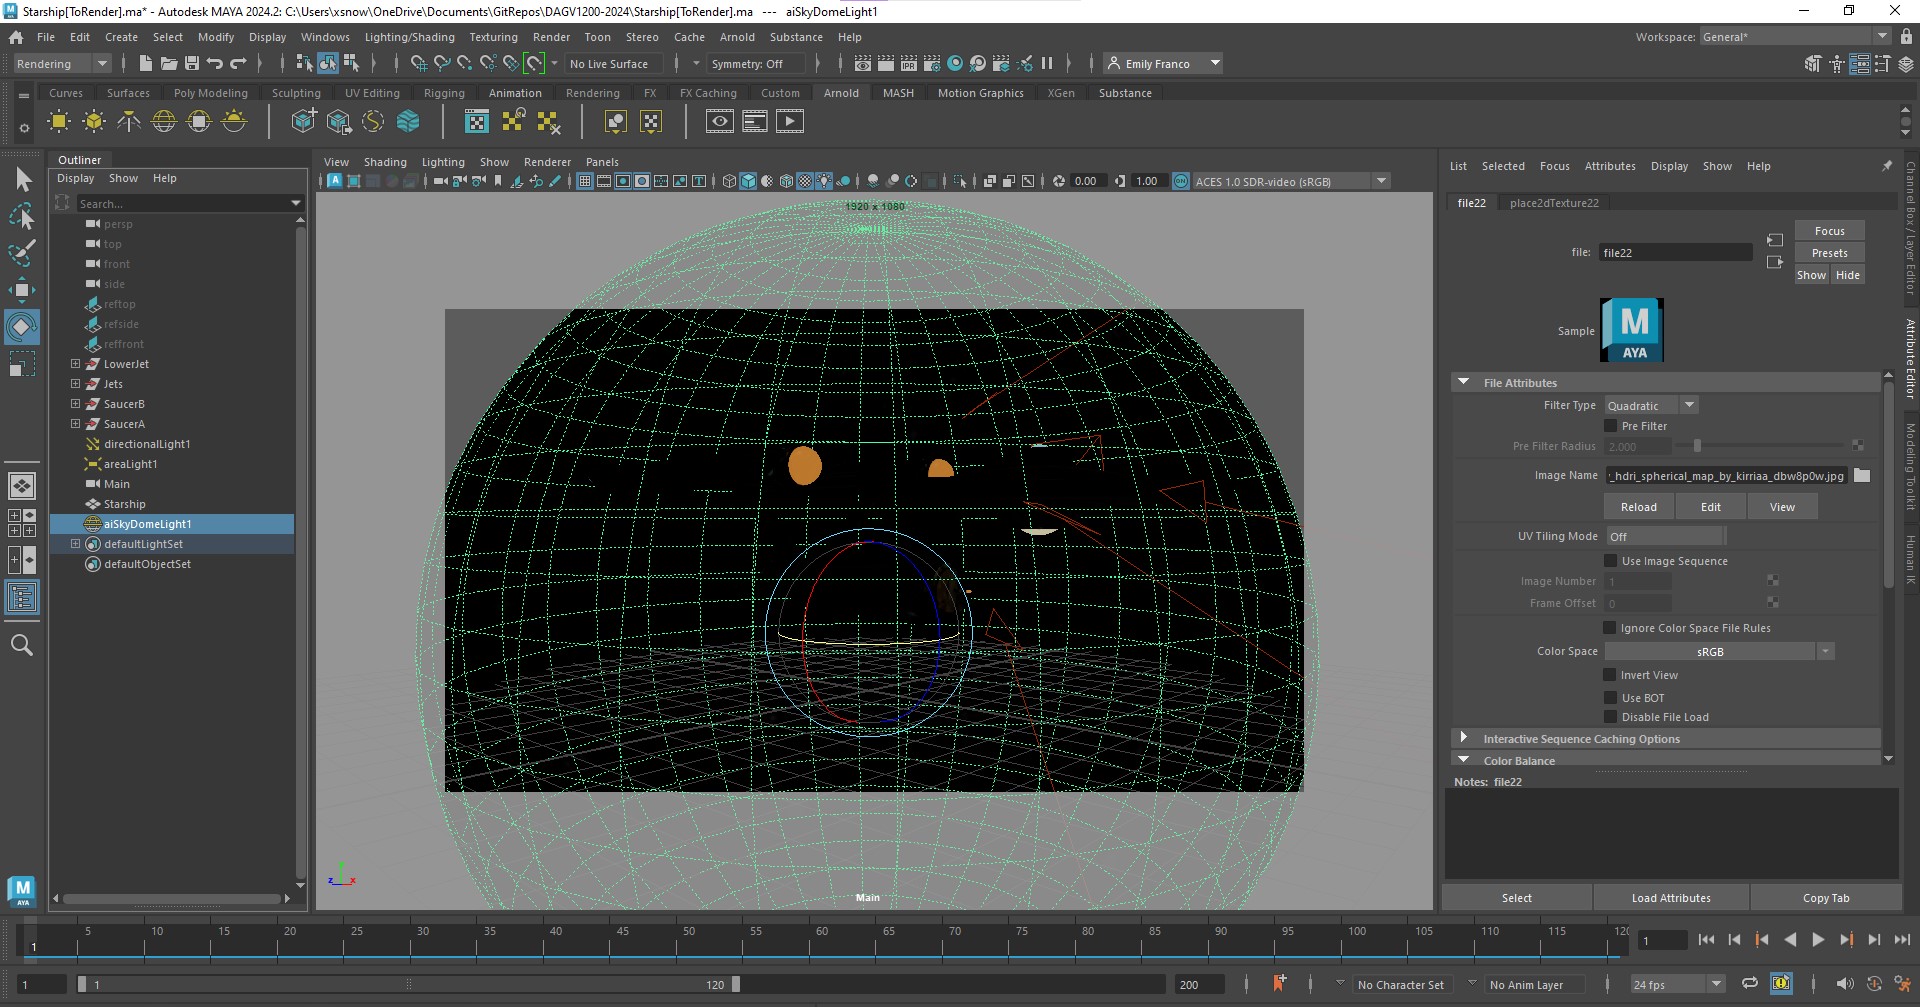 Starship[ToRender].ma* - Autodesk MAYA 2024.2: C:\Users\xsnow\OneDrive\Documents\GitRepos\DAGV1200-2024\Starship[ToRender].ma --- aiSkyDomeLight1
File Edit Create Select Modify Display Windows Lighting/Shading Texturing Render Toon Stereo Cache Arnold Substance Help Workspace: General*
Rendering No Live Surface Symmetry: Off IPR Emily Franco
Curves Surfaces Poly Modeling Sculpting UV Editing Rigging Animation Rendering FX FX Caching Custom Arnold MASH Motion Graphics XGen Substance
Outliner
Display Show Help
Search...
persp
top
front
side
reftop
refside
reffront
LowerJet
Jets
SaucerB
SaucerA
directionalLight1
areaLight1
Main
Starship
aiSkyDomeLight1
defaultLightSet
defaultObjectSet
View Shading Lighting Show Renderer Panels
0.00 1.00 ACES 1.0 SDR-video (sRGB)
1920 x 1080
z x
Main
List Selected Focus Attributes Display Show Help
file22 place2dTexture22
file: file22
Focus
Presets
Show Hide
Sample
M
AYA
File Attributes
Filter Type Quadratic
Pre Filter
Pre Filter Radius 2.000
Image Name _hdri_spherical_map_by_kirriaa_dbw8p0w.jpg
Reload Edit View
UV Tiling Mode Off
Use Image Sequence
Image Number 1
Frame Offset 0
Ignore Color Space File Rules
Color Space sRGB
Invert View
Use BOT
Disable File Load
Interactive Sequence Caching Options
Color Balance
Notes: file22
Select Load Attributes Copy Tab
Channel Box / Layer Editor
Attribute Editor
Modeling Toolkit
Human IK
M
AYA
1 5 10 15 20 25 30 35 40 45 50 55 60 65 70 75 80 85 90 95 100 105 110 115 120
1
1 1 120 200 No Character Set No Anim Layer 24 fps